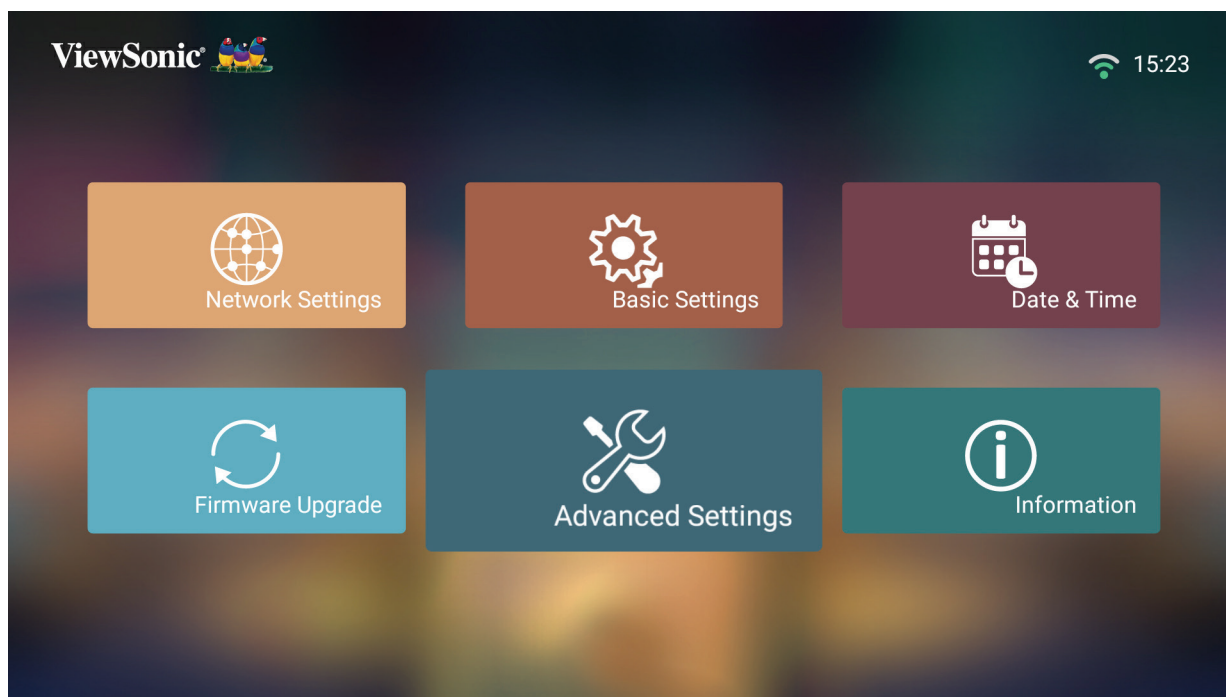 ViewSonic®
15:23
Network Settings
Basic Settings
Date & Time
Firmware Upgrade
Advanced Settings
Information